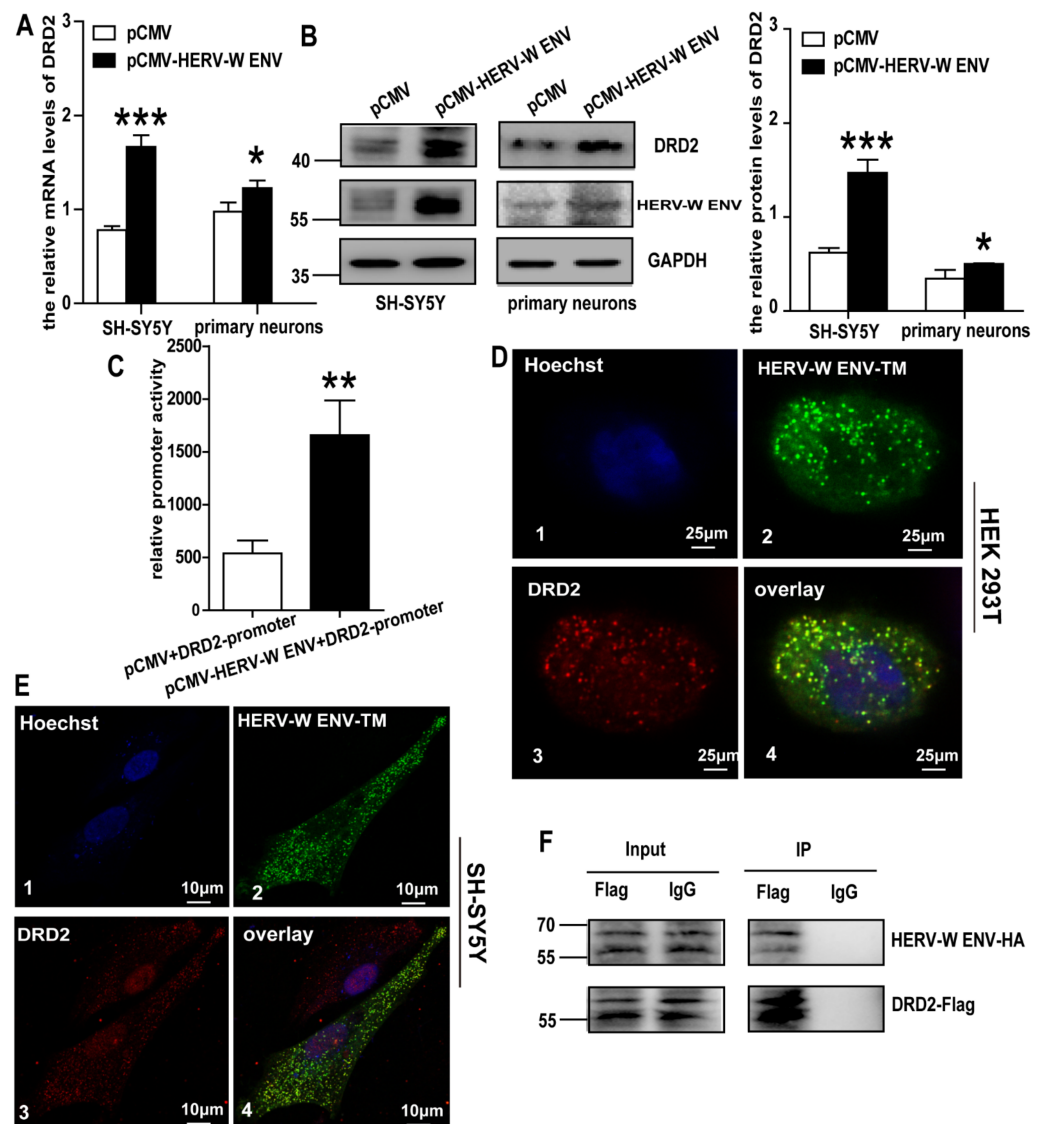 A
the relative mRNA levels of DRD2
3
2
1
0
pCMV
pCMV-HERV-W ENV
***
*
SH-SY5Y
primary neurons
B
pCMV
pCMV-HERV-W ENV
pCMV
pCMV-HERV-W ENV
40
55
35
DRD2
HERV-W ENV
GAPDH
SH-SY5Y
primary neurons
the relative protein levels of DRD2
3
2
1
0
pCMV
pCMV-HERV-W ENV
***
*
SH-SY5Y
primary neurons
C
relative promoter activity
2500
2000
1500
1000
500
0
**
pCMV+DRD2-promoter
pCMV-HERV-W ENV+DRD2-promoter
D
Hoechst
1
25μm
HERV-W ENV-TM
2
25μm
DRD2
3
25μm
overlay
4
25μm
HEK 293T
E
Hoechst
1
10μm
HERV-W ENV-TM
2
10μm
DRD2
3
10μm
overlay
4
10μm
SH-SY5Y
F
Input
IP
Flag
IgG
Flag
IgG
70
55
HERV-W ENV-HA
55
DRD2-Flag